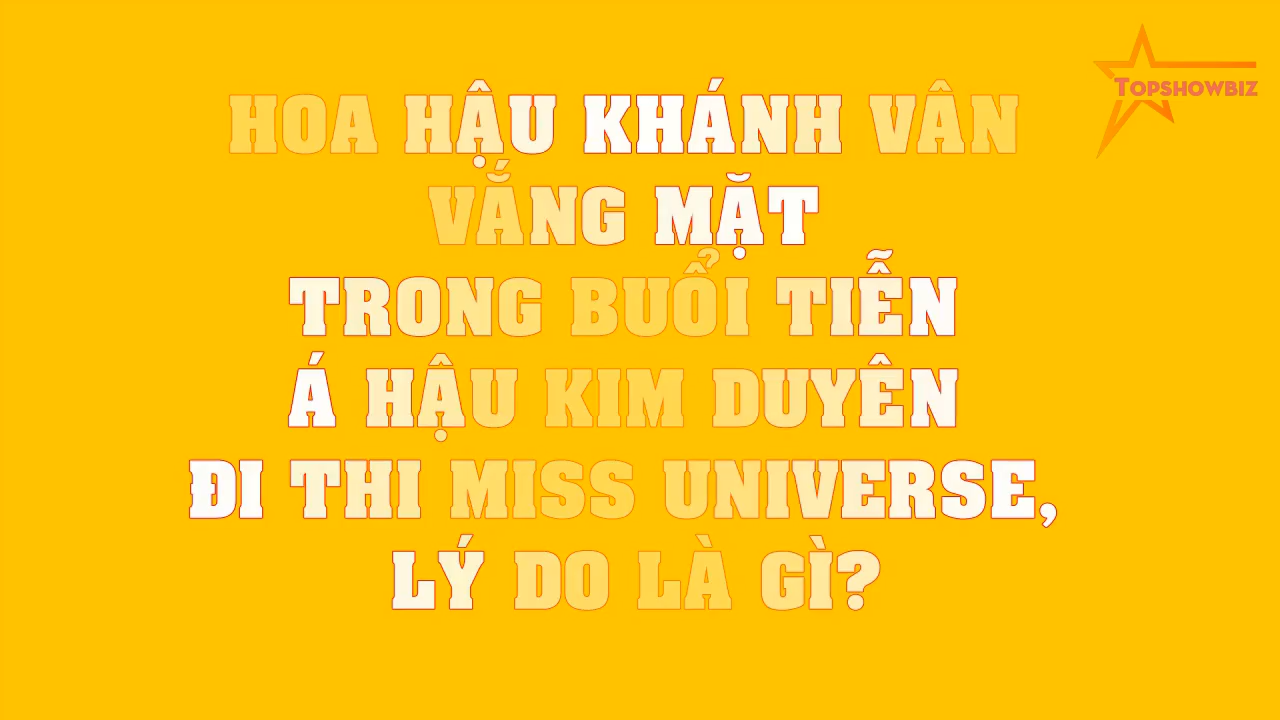 TOPSHOWBIZ
HOA HẬU KHÁNH VÂN
VẮNG MẶT
TRONG BUỔI TIỄN
Á HẬU KIM DUYÊN
ĐI THI MISS UNIVERSE,
LÝ DO LÀ GÌ?